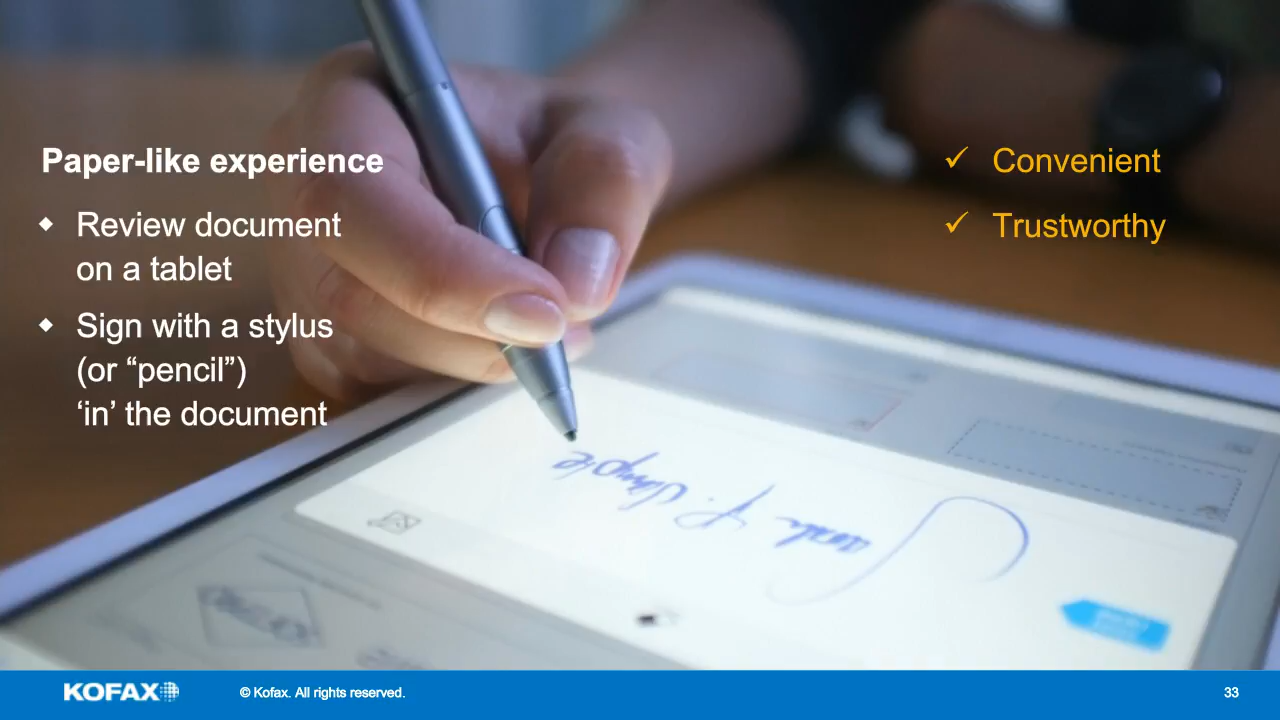 Paper-like experience
◆ Review document
on a tablet
◆ Sign with a stylus
(or “pencil”)
‘in’ the document
✓ Convenient
✓ Trustworthy
KOFAX
© Kofax. All rights reserved.
33